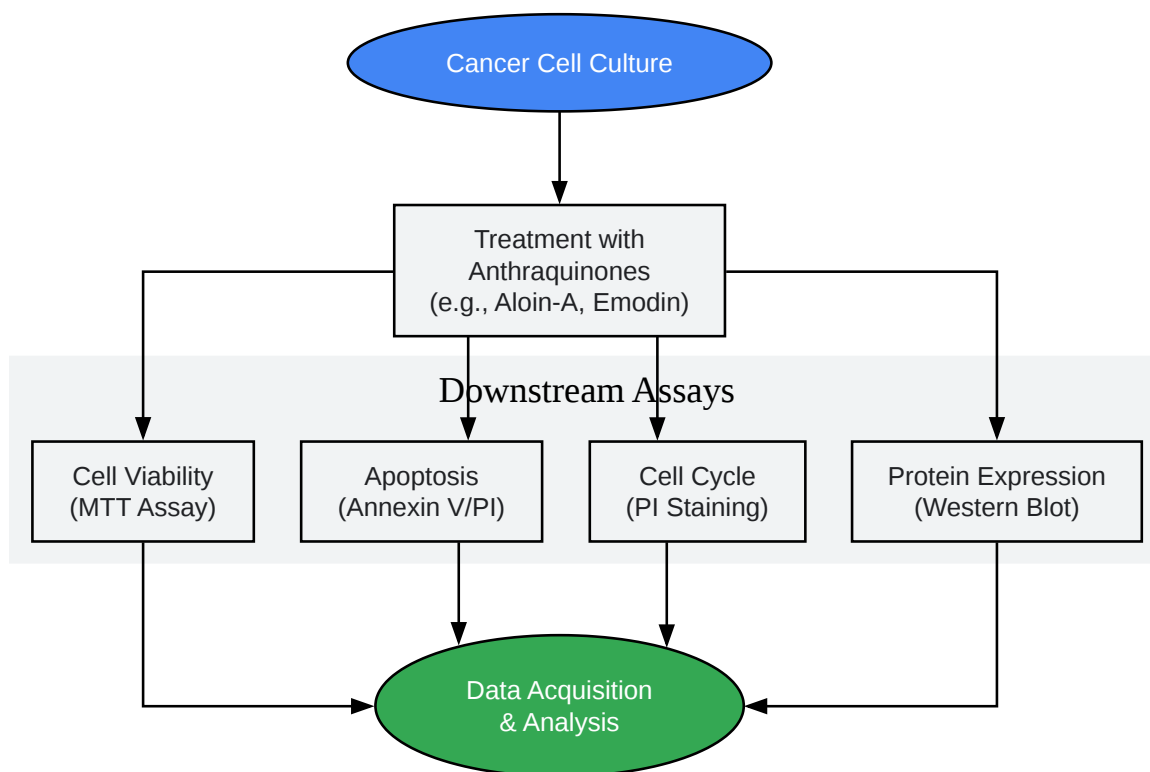 Cancer Cell Culture
Treatment with
Anthraquinones
(e.g., Aloin-A, Emodin)
Downstream Assays
Cell Viability
(MTT Assay)
Apoptosis
(Annexin V/PI)
Cell Cycle
(PI Staining)
Protein Expression
(Western Blot)
Data Acquisition
& Analysis